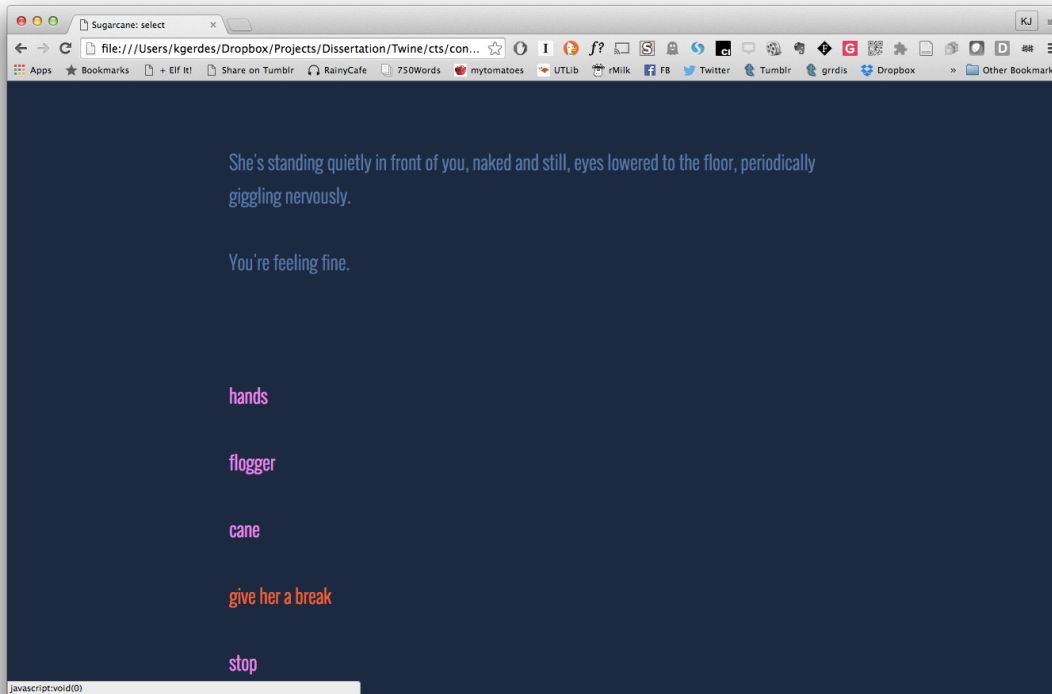 Sugarcane: select
KJ
file:///Users/kgerdes/Dropbox/Projects/Dissertation/Twine/cts/con...
Apps Bookmarks + Elf It! Share on Tumblr RainyCafe 750Words mytomatoes UTLib rMilk FB Twitter Tumblr grrdis Dropbox » Other Bookmark
She's standing quietly in front of you, naked and still, eyes lowered to the floor, periodically
giggling nervously.
You're feeling fine.
hands
flogger
cane
give her a break
stop
javascript:void(0)